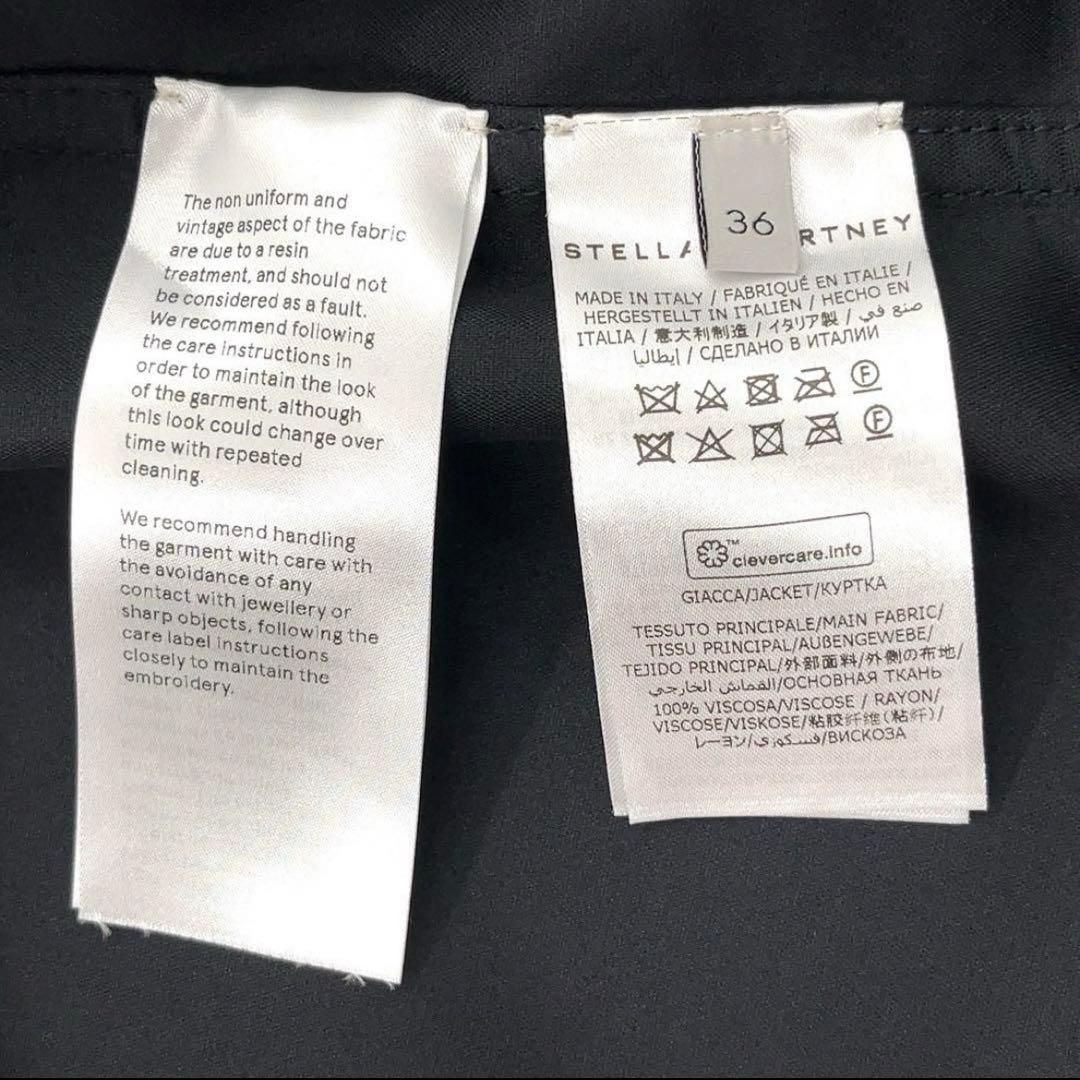 The non uniform and
vintage aspect of the fabric
are due to a resin
treatment, and should not
be considered as a fault.
We recommend following
the care instructions in
order to maintain the look
of the garment, although
this look could change over
time with repeated
cleaning.
We recommend handling
the garment with care with
the avoidance of any
contact with jewellery or
sharp objects, following the
care label instructions
closely to maintain the
embroidery.
36
STELLA RTNEY
MADE IN ITALY / FABRIQUÉ EN ITALIE /
HERGESTELLT IN ITALIEN / HECHO EN
ITALIA / 意大利制造 / イタリア製 / صنع في
إيطاليا / СДЕЛАНО В ИТАЛИИ
F
F
clevercare.info™
GIACCA/JACKET/КУРТКА
TESSUTO PRINCIPALE/MAIN FABRIC/
TISSU PRINCIPAL/AUßENGEWEBE/
TEJIDO PRINCIPAL/外部面料/外側の布地/
القماش الخارجي/ОСНОВНАЯ ТКАНЬ
100% VISCOSA/VISCOSE / RAYON/
VISCOSE/VISKOSE/粘胶纤维(粘纤)/
レーヨン/فسكوزي/ВИСКОЗА